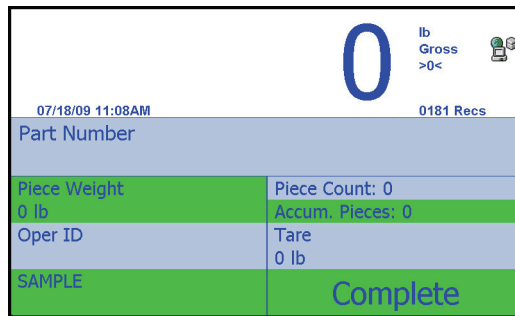 0
lb
Gross
>0<
07/18/09 11:08AM
0181 Recs
Part Number
Piece Weight
0 lb
Piece Count: 0
Accum. Pieces: 0
Oper ID
Tare
0 lb
SAMPLE
Complete